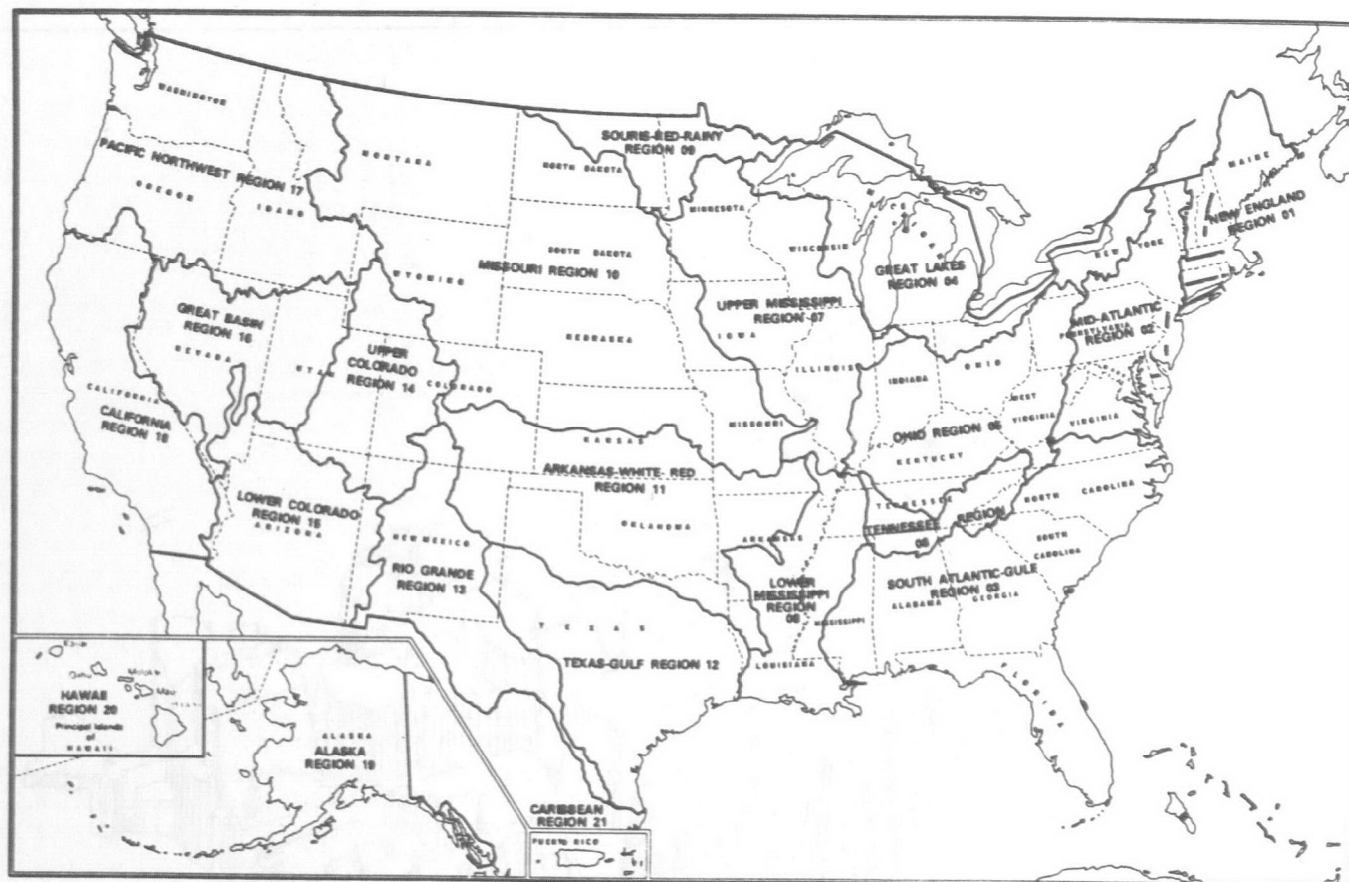 WASHINGTON
MONTANA
NORTH DAKOTA
SOURIS-RED-RAINY
REGION 09
MINNESOTA
MAINE
PACIFIC NORTHWEST REGION 17
OREGON
IDAHO
NEW ENGLAND
REGION 01
WYOMING
SOUTH DAKOTA
MISSOURI REGION 10
WISCONSIN
MICHIGAN
GREAT LAKES
REGION 04
NEW YORK
GREAT BASIN
REGION 16
NEVADA
UTAH
UPPER
COLORADO
REGION 14
COLORADO
NEBRASKA
IOWA
UPPER MISSISSIPPI
REGION 07
ILLINOIS
INDIANA
OHIO
MID-ATLANTIC
PENNSYLVANIA
REGION 02
CALIFORNIA
CALIFORNIA
REGION 18
KANSAS
MISSOURI
OHIO REGION 05
KENTUCKY
WEST
VIRGINIA
VIRGINIA
LOWER COLORADO
REGION 15
ARIZONA
NEW MEXICO
RIO GRANDE
REGION 13
ARKANSAS-WHITE-RED
REGION 11
OKLAHOMA
ARKANSAS
TENNESSEE
TENNESSEE REGION
06
NORTH CAROLINA
SOUTH
CAROLINA
TEXAS
TEXAS-GULF REGION 12
LOWER
MISSISSIPPI
REGION
08
MISSISSIPPI
LOUISIANA
SOUTH ATLANTIC-GULF
REGION 03
ALABAMA
GEORGIA
FLORIDA
Oahu
Molokai
Maui
HAWAII
REGION 20
Principal Islands
of
HAWAII
ALASKA
ALASKA
REGION 19
CARIBBEAN
REGION 21
PUERTO RICO